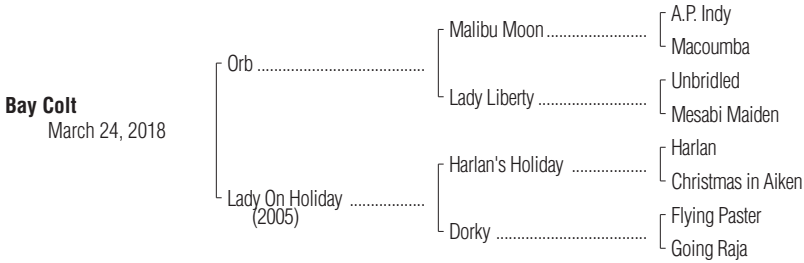 A.P. Indy
Malibu Moon ..........................
Macoumba
Orb ...........................................
Unbridled
Lady Liberty ............................
Mesabi Maiden
Bay Colt
March 24, 2018
Harlan
Harlan's Holiday ...................
Christmas in Aiken
Lady On Holiday ...................
(2005)
Flying Paster
Dorky .......................................
Going Raja